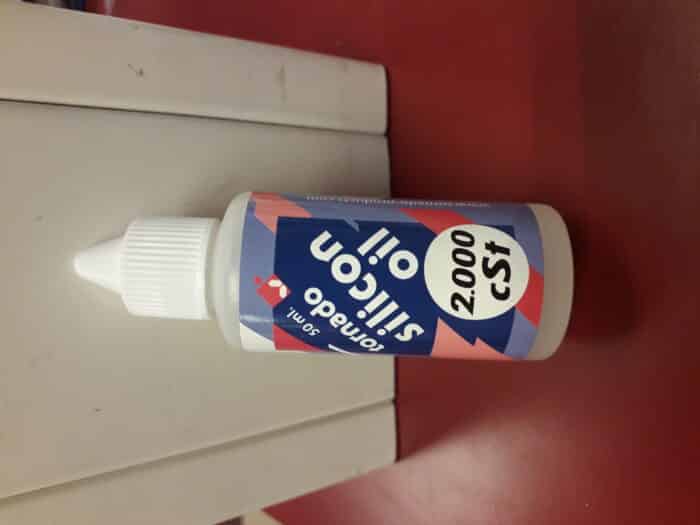 50 ml.
tornado
silicon
oil
2.000
cSt